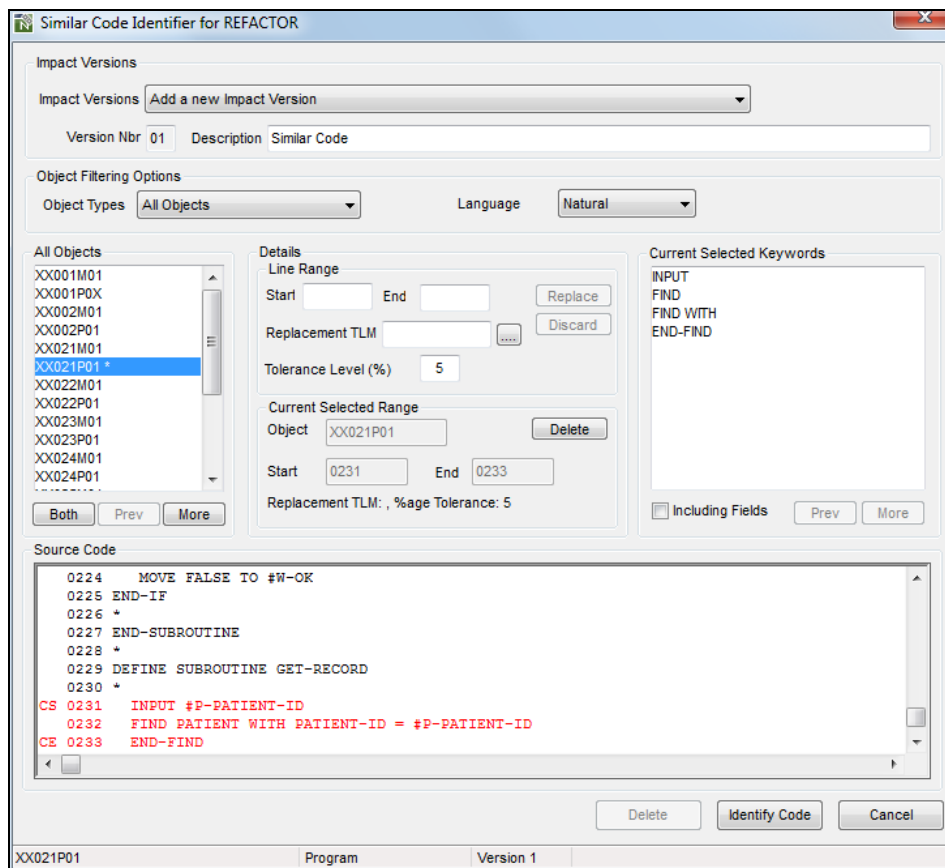 Similar Code Identifier for REFACTOR
Impact Versions
Impact Versions Add a new Impact Version
Version Nbr 01 Description Similar Code
Object Filtering Options
Object Types All Objects Language Natural
All Objects
XX001M01
XX001P0X
XX002M01
XX002P01
XX021M01
XX021P01 *
XX022M01
XX022P01
XX023M01
XX023P01
XX024M01
XX024P01
Both Prev More
Details
Line Range
Start End Replace
Discard
Replacement TLM ....
Tolerance Level (%) 5
Current Selected Range
Object XX021P01 Delete
Start 0231 End 0233
Replacement TLM: , %age Tolerance: 5
Current Selected Keywords
INPUT
FIND
FIND WITH
END-FIND
Including Fields Prev More
Source Code
0224 MOVE FALSE TO #W-OK
0225 END-IF
0226 *
0227 END-SUBROUTINE
0228 *
0229 DEFINE SUBROUTINE GET-RECORD
0230 *
CS 0231 INPUT #P-PATIENT-ID
0232 FIND PATIENT WITH PATIENT-ID = #P-PATIENT-ID
CE 0233 END-FIND
Delete Identify Code Cancel
XX021P01 Program Version 1